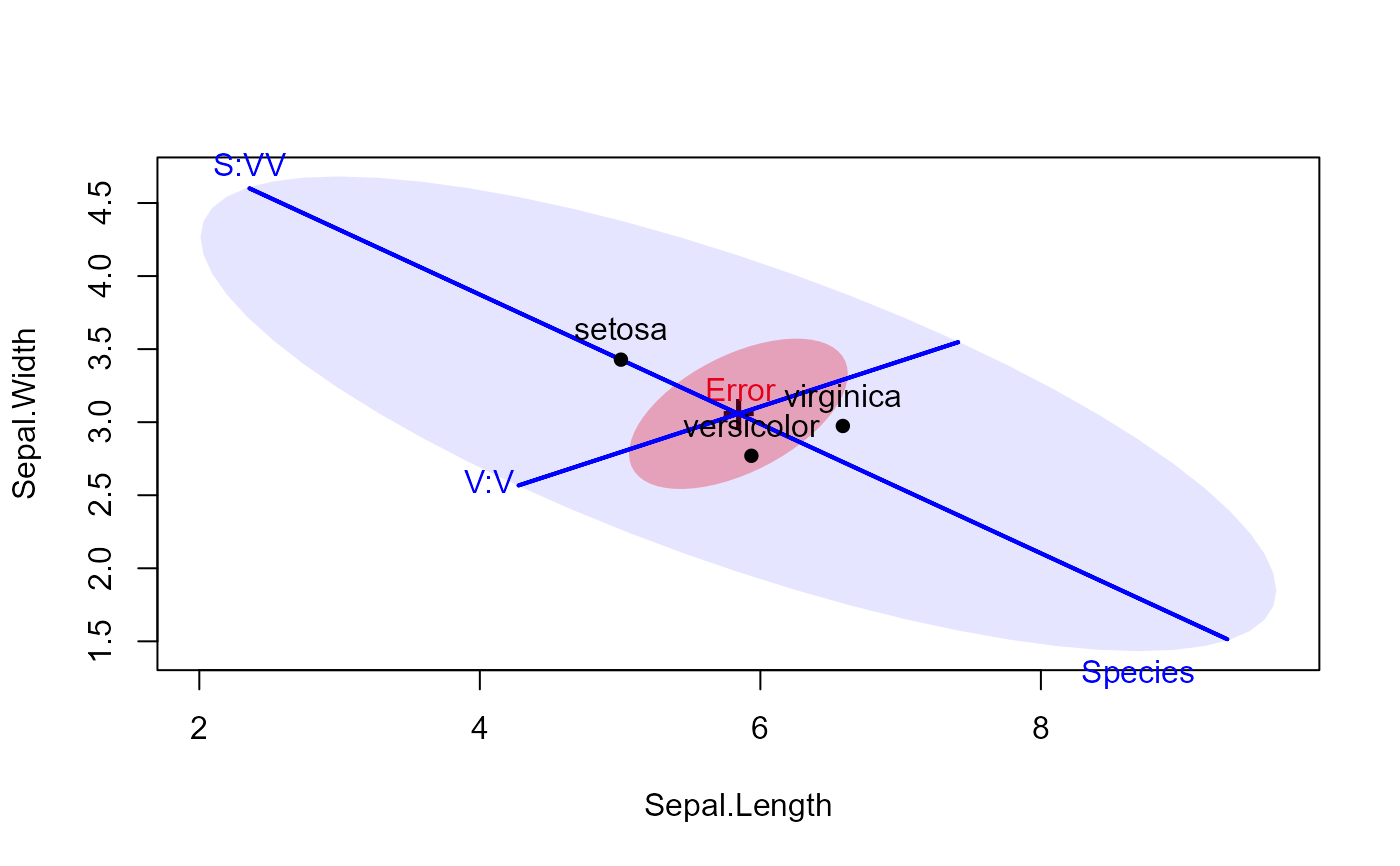 S:VV
4.5
4.0
3.5
3.0
2.5
2.0
1.5
Sepal.Width
setosa
Error
virginica
versicolor
V:V
Species
2
4
6
8
Sepal.Length